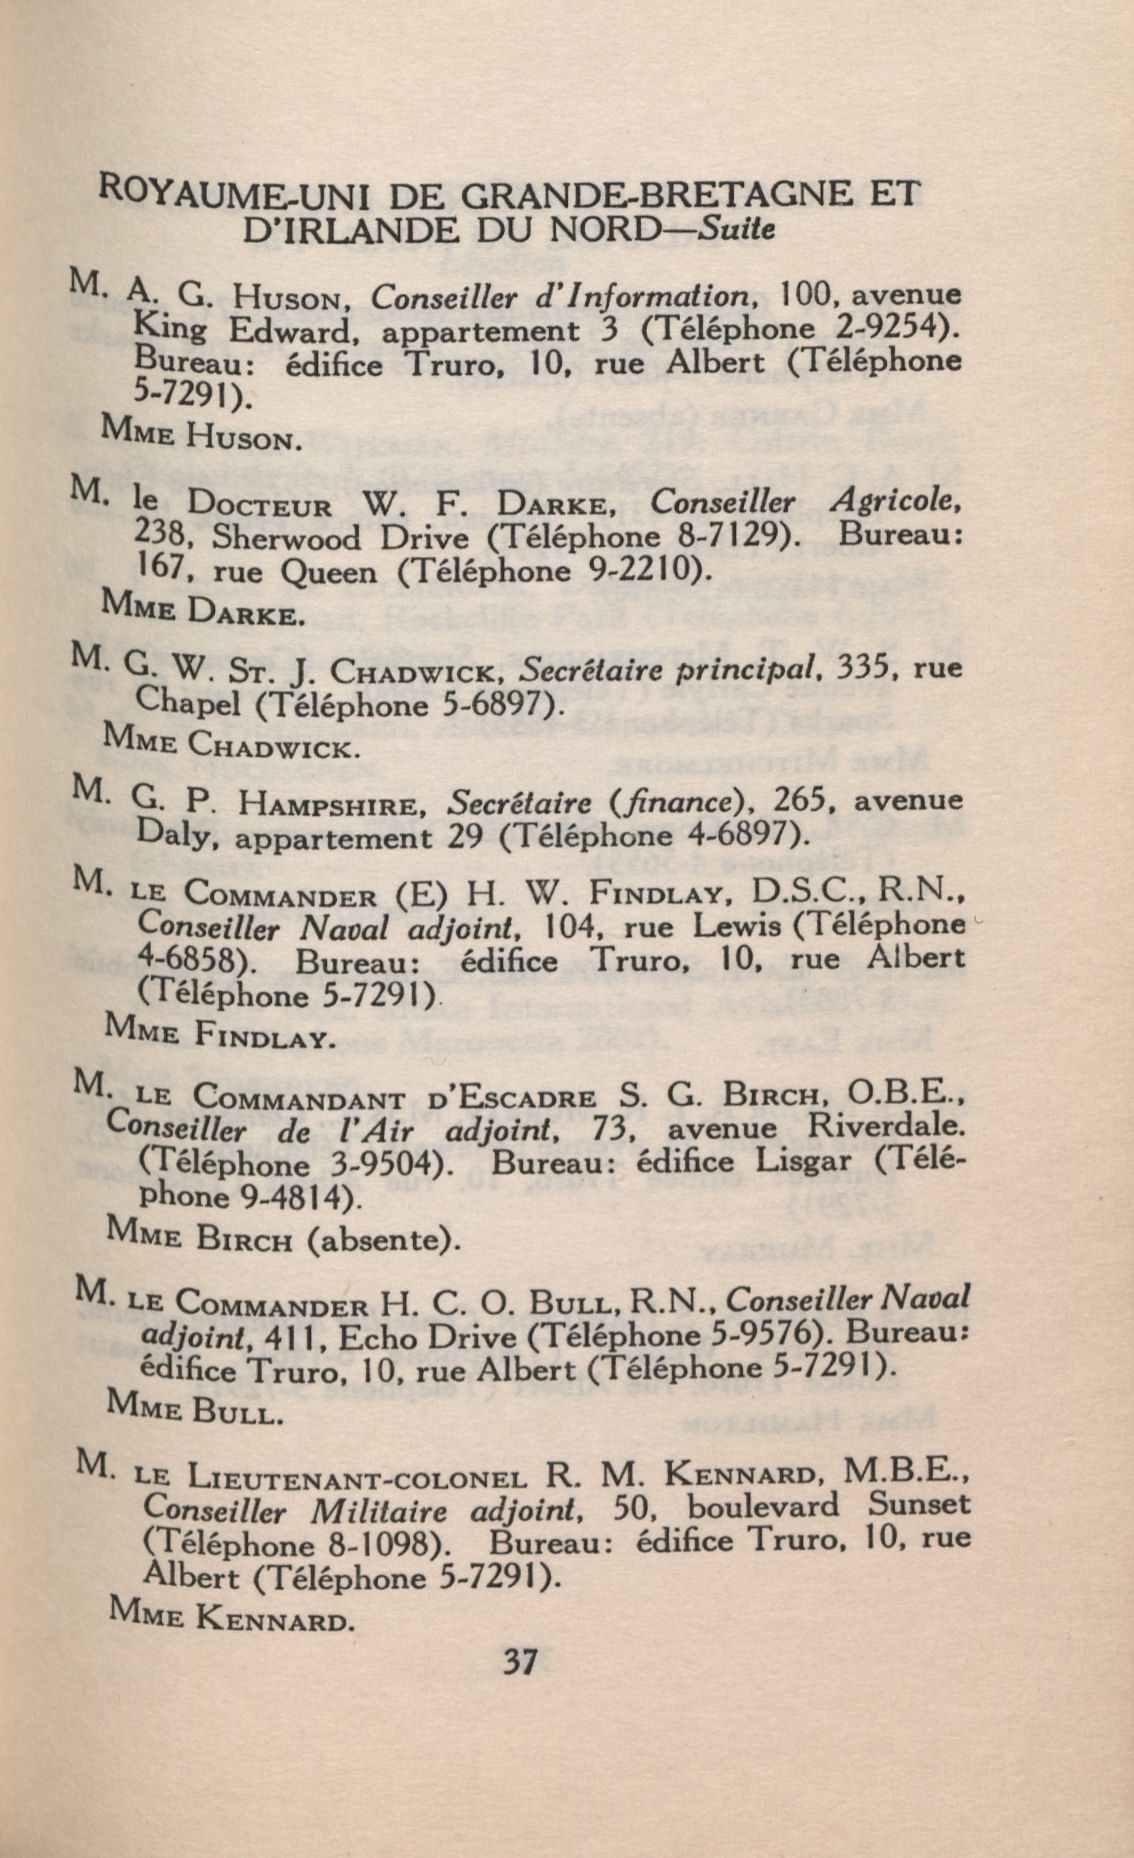 ROYAUME-UNI DE GRANDE-BRETAGNE ET
D'IRLANDE DU NORD—Suite
M. A. G. HUSON, Conseiller d'Information, 100, avenue
King Edward, appartement 3 (Téléphone 2-9254).
Bureau: édifice Truro, 10, rue Albert (Téléphone
5-7291).
MME HUSON.
M. le DOCTEUR W. F. DARKE, Conseiller Agricole,
238, Sherwood Drive (Téléphone 8-7129). Bureau:
167, rue Queen (Téléphone 9-2210).
MME DARKE.
M. G. W. ST. J. CHADWICK, Secrétaire principal, 335, rue
Chapel (Téléphone 5-6897).
MME CHADWICK.
M. G. P. HAMPSHIRE, Secrétaire (finance), 265, avenue
Daly, appartement 29 (Téléphone 4-6897).
M. LE COMMANDER (E) H. W. FINDLAY, D.S.C., R.N.,
Conseiller Naval adjoint, 104, rue Lewis (Téléphone
4-6858). Bureau: édifice Truro, 10, rue Albert
(Téléphone 5-7291).
MME FINDLAY.
M. LE COMMANDANT D'ESCADRE S. G. BIRCH, O.B.E.,
Conseiller de l'Air adjoint, 73, avenue Riverdale.
(Téléphone 3-9504). Bureau: édifice Lisgar (Télé-
phone 9-4814).
MME BIRCH (absente).
M. LE COMMANDER H. C. O. BULL, R.N., Conseiller Naval
adjoint, 411, Echo Drive (Téléphone 5-9576). Bureau:
édifice Truro, 10, rue Albert (Téléphone 5-7291).
MME BULL.
M. LE LIEUTENANT-COLONEL R. M. KENNARD, M.B.E.,
Conseiller Militaire adjoint, 50, boulevard Sunset
(Téléphone 8-1098). Bureau: édifice Truro, 10, rue
Albert (Téléphone 5-7291).
MME KENNARD.
37